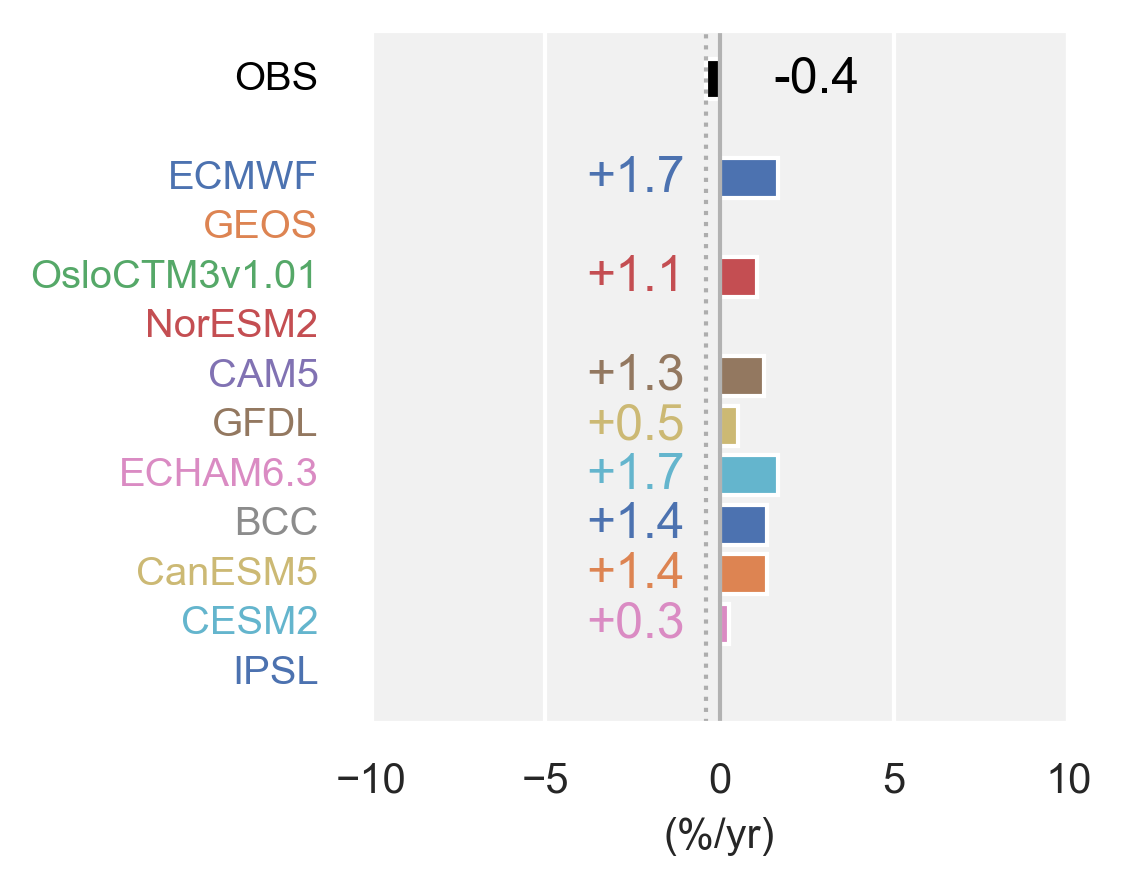 OBS -0.4
ECMWF +1.7
GEOS
OsloCTM3v1.01 +1.1
NorESM2
CAM5 +1.3
GFDL +0.5
ECHAM6.3 +1.7
BCC +1.4
CanESM5 +1.4
CESM2 +0.3
IPSL
−10 −5 0 5 10
(%/yr)